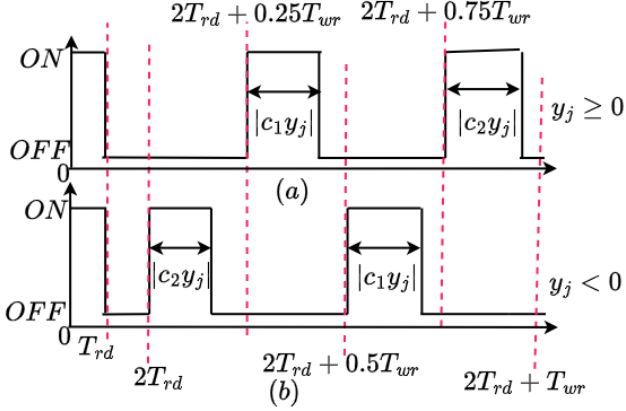 $2T_{rd} + 0.25T_{wr}$ $2T_{rd} + 0.75T_{wr}$
$ON$
$|c_1 y_j|$ $|c_2 y_j|$ $y_j \geq 0$
$OFF$
0
$(a)$
$ON$
$|c_2 y_j|$ $|c_1 y_j|$ $y_j < 0$
$OFF$
0
$T_{rd}$ $2T_{rd} + 0.5T_{wr}$
$2T_{rd}$ $2T_{rd} + T_{wr}$
$(b)$